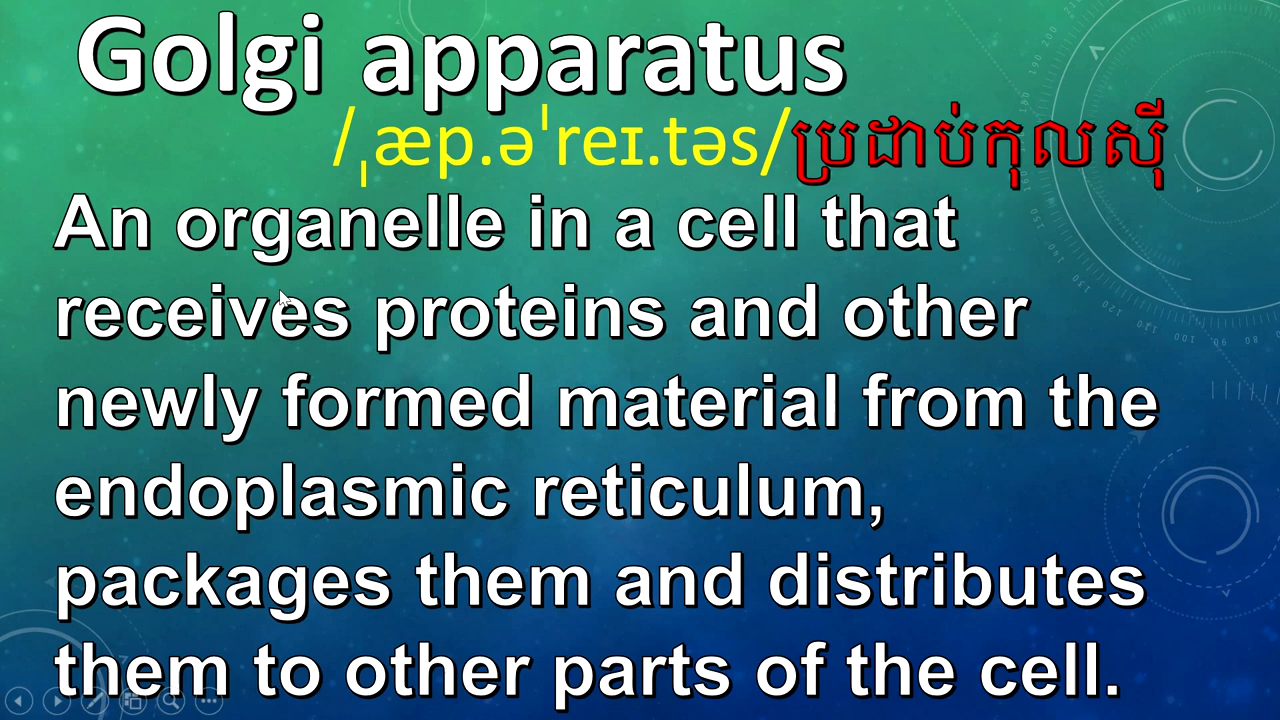 Golgi apparatus
/ˌæp.əˈreɪ.təs/ប្រដាប់កុលស៊ី
An organelle in a cell that
receives proteins and other
newly formed material from the
endoplasmic reticulum,
packages them and distributes
them to other parts of the cell.